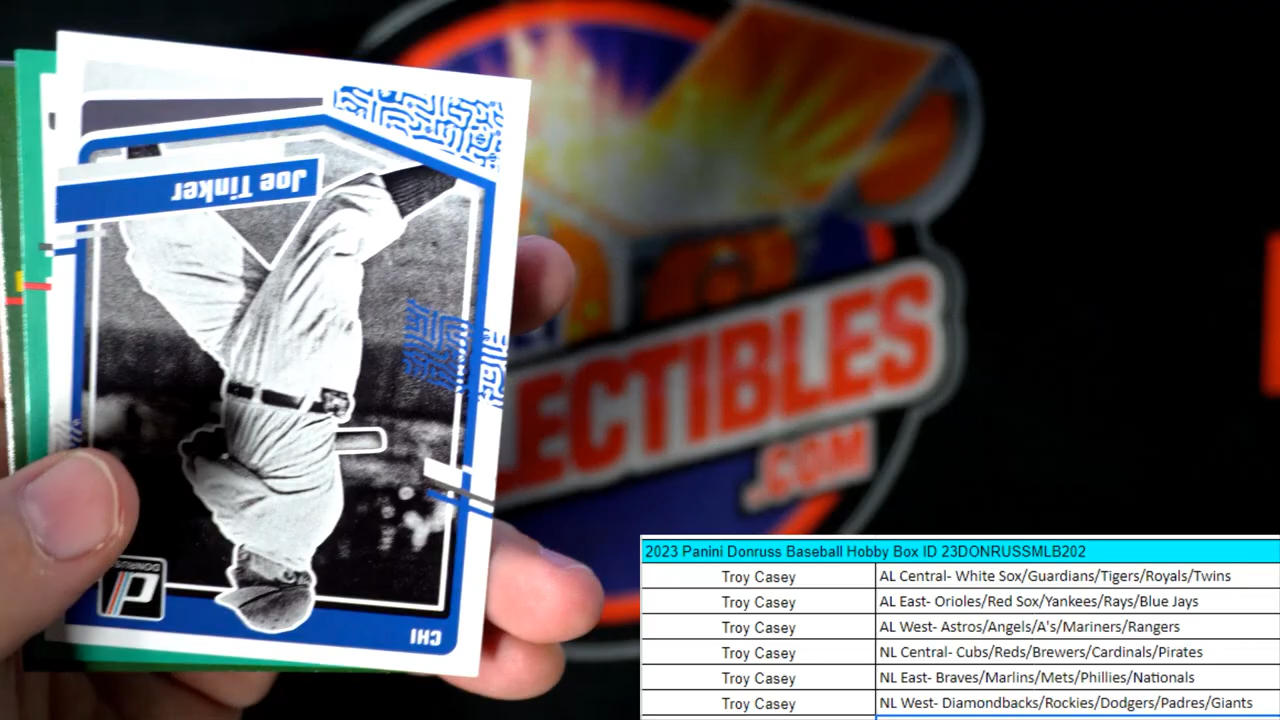 Joe Tinker
CHI
DONRUSS
LECTIBLES
.COM
2023 Panini Donruss Baseball Hobby Box ID 23DONRUSSMLB202
Troy Casey AL Central- White Sox/Guardians/Tigers/Royals/Twins
Troy Casey AL East- Orioles/Red Sox/Yankees/Rays/Blue Jays
Troy Casey AL West- Astros/Angels/A's/Mariners/Rangers
Troy Casey NL Central- Cubs/Reds/Brewers/Cardinals/Pirates
Troy Casey NL East- Braves/Marlins/Mets/Phillies/Nationals
Troy Casey NL West- Diamondbacks/Rockies/Dodgers/Padres/Giants